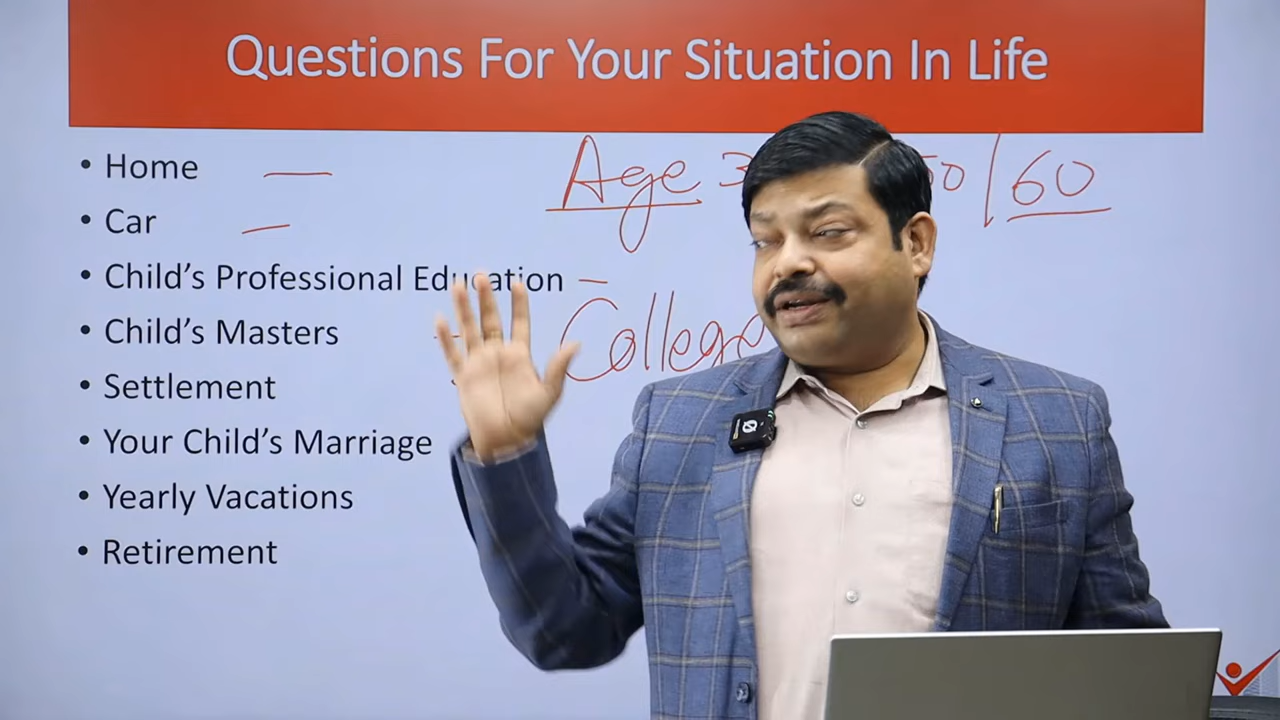 Questions For Your Situation In Life
• Home —
Age 60
• Car —
• Child's Professional Education —
• Child's Masters
College
• Settlement
• Your Child's Marriage
• Yearly Vacations
• Retirement